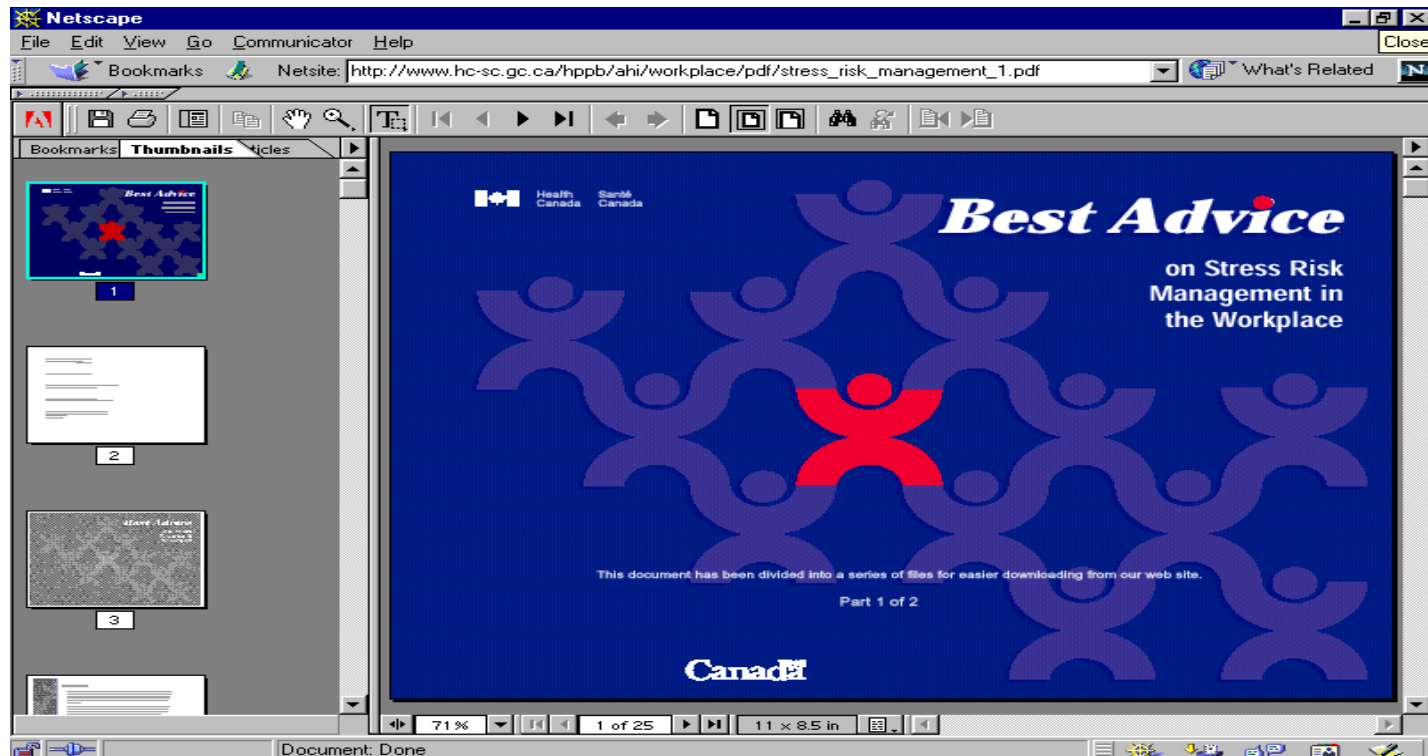 Netscape
File Edit View Go Communicator Help
Close
Bookmarks Netsite: http://www.hc-sc.gc.ca/hppb/ahi/workplace/pdf/stress_risk_management_1.pdf What's Related N
Bookmarks Thumbnails ticles
Health Canada Santé Canada
Best Advice
on Stress Risk
Management in
the Workplace
Best Advice
1
2
3
This document has been divided into a series of files for easier downloading from our web site.
Part 1 of 2
Canada
71% 1 of 25 11 x 8.5 in
Document: Done